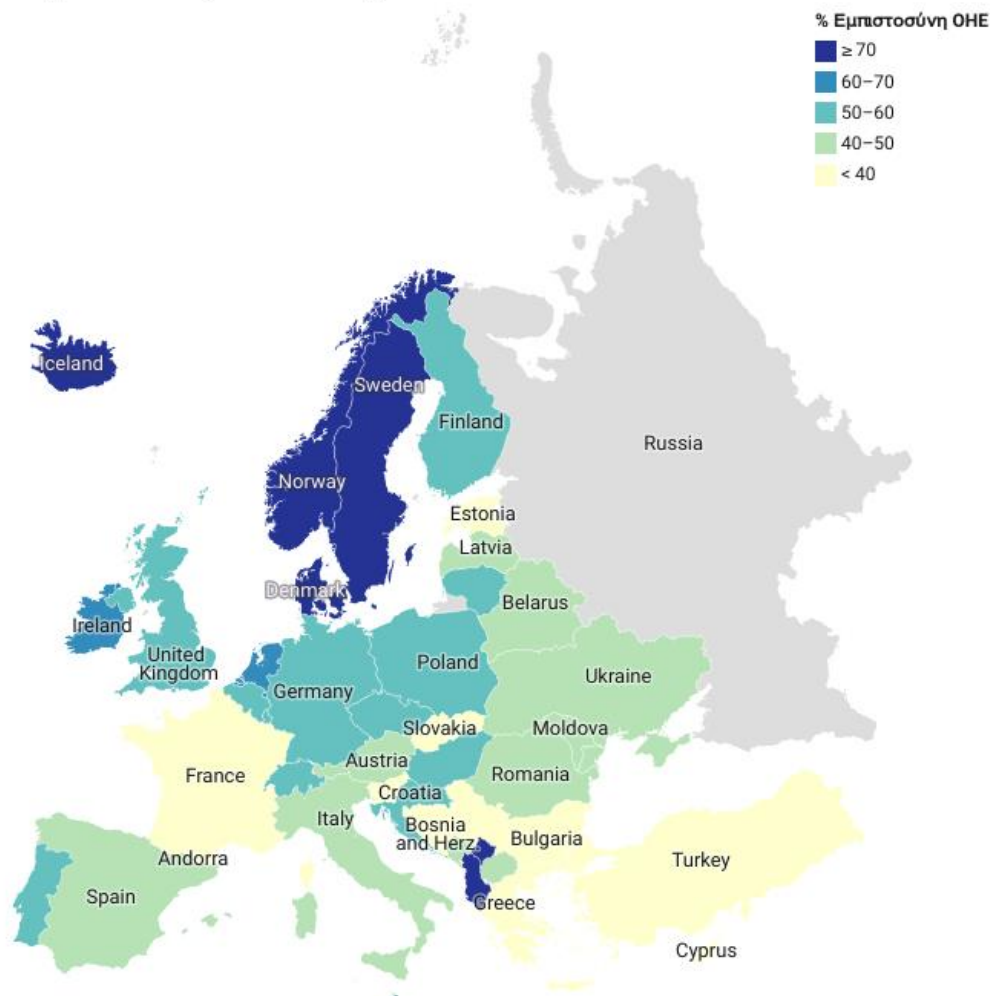 % Εμπιστοσύνη ΟΗΕ
≥ 70
60–70
50–60
40–50
< 40
Iceland
Sweden
Finland
Russia
Norway
Estonia
Latvia
Denmark
Belarus
Ireland
United
Kingdom
Poland
Ukraine
Germany
Slovakia
Moldova
Austria
France
Romania
Croatia
Italy
Bosnia
and Herz.
Bulgaria
Andorra
Turkey
Spain
Greece
Cyprus